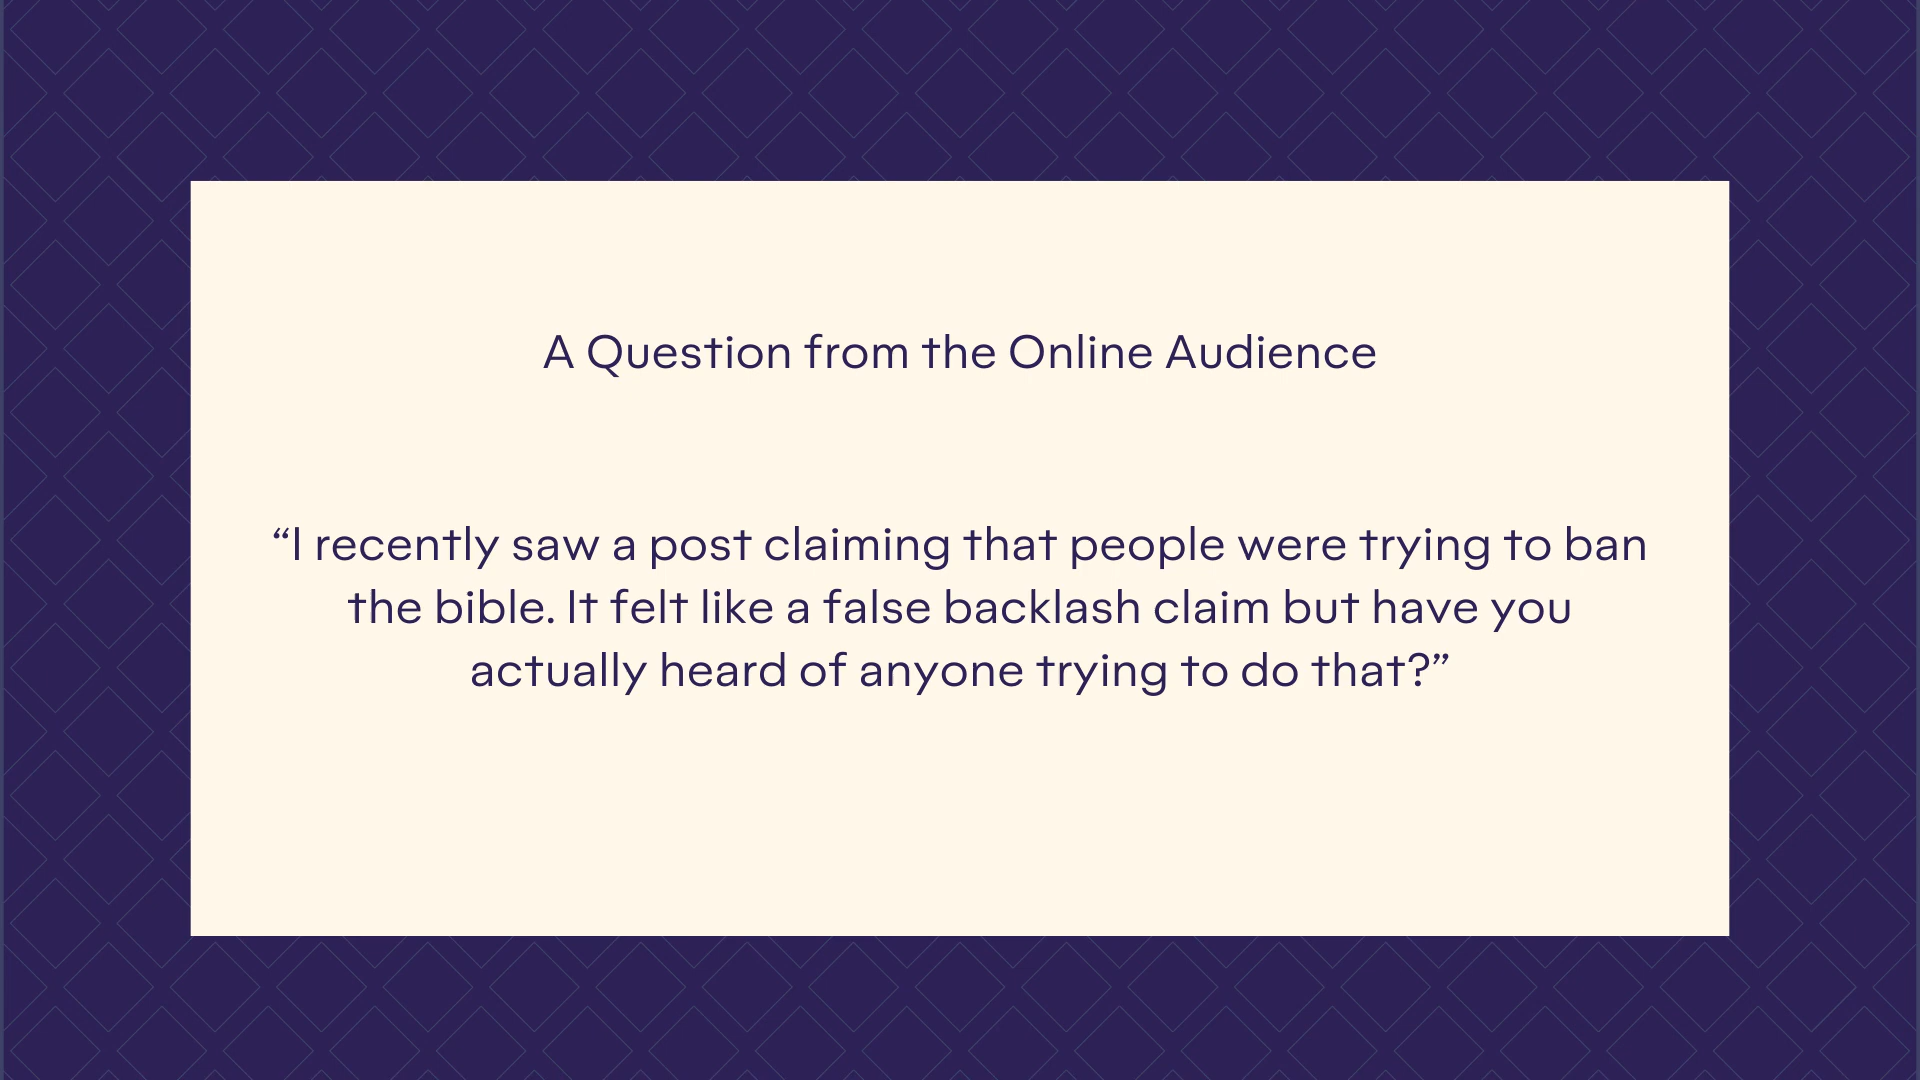 A Question from the Online Audience
“I recently saw a post claiming that people were trying to ban
the bible. It felt like a false backlash claim but have you
actually heard of anyone trying to do that?”